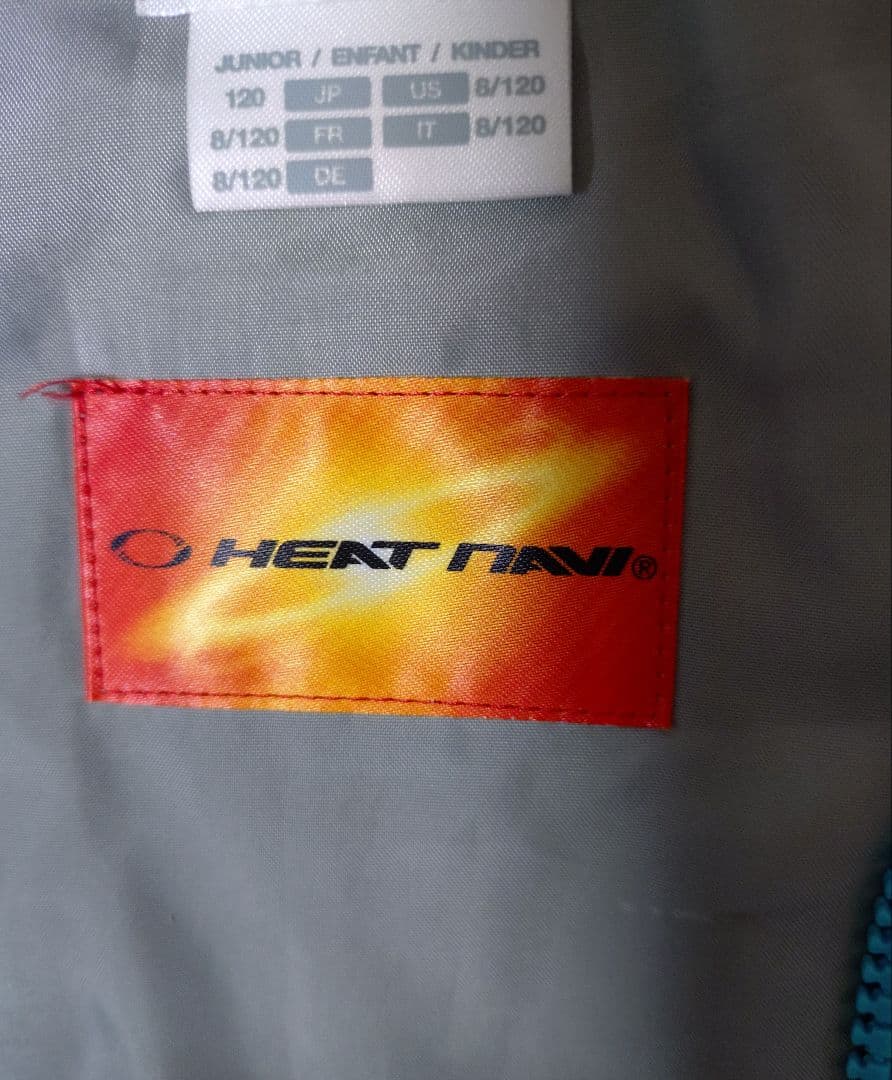 JUNIOR / ENFANT / KINDER
120 JP US 8/120
8/120 FR IT 8/120
8/120 DE
HEAT NAVI®